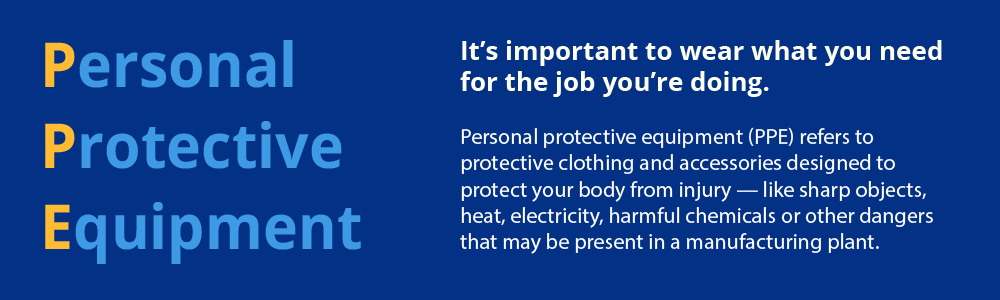 Personal
Protective
Equipment
It’s important to wear what you need
for the job you’re doing.
Personal protective equipment (PPE) refers to
protective clothing and accessories designed to
protect your body from injury — like sharp objects,
heat, electricity, harmful chemicals or other dangers
that may be present in a manufacturing plant.